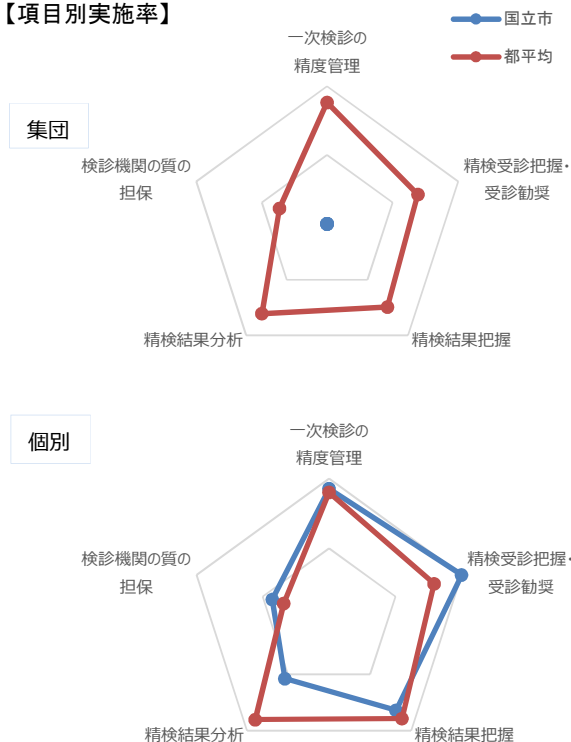 【項目別実施率】
国立市
都平均
集団
一次検診の
精度管理
精検受診把握・
受診勧奨
検診機関の質の
担保
精検結果分析
精検結果把握
個別
一次検診の
精度管理
精検受診把握・
受診勧奨
検診機関の質の
担保
精検結果分析
精検結果把握